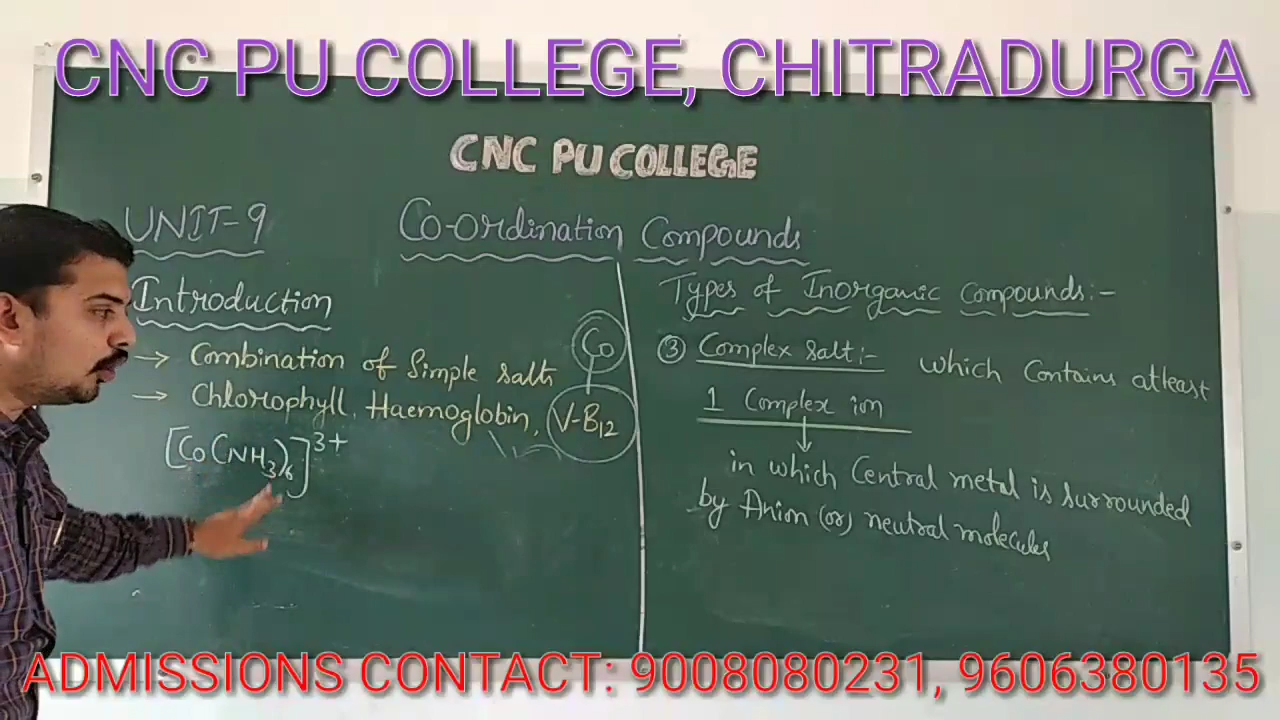 CNC PU COLLEGE, CHITRADURGA
CNC PU COLLEGE
UNIT-9
Co-ordination Compounds
Introduction
→ Combination of Simple salts
→ Chlorophyll, Haemoglobin, V-B12
Co
[Co(NH3)6]3+
Types of Inorganic Compounds:-
③ Complex salt:- which Contains atleast
1 Complex ion
↓
in which Central metal is surrounded
by Anion (or) neutral molecules
ADMISSIONS CONTACT: 9008080231, 9606380135